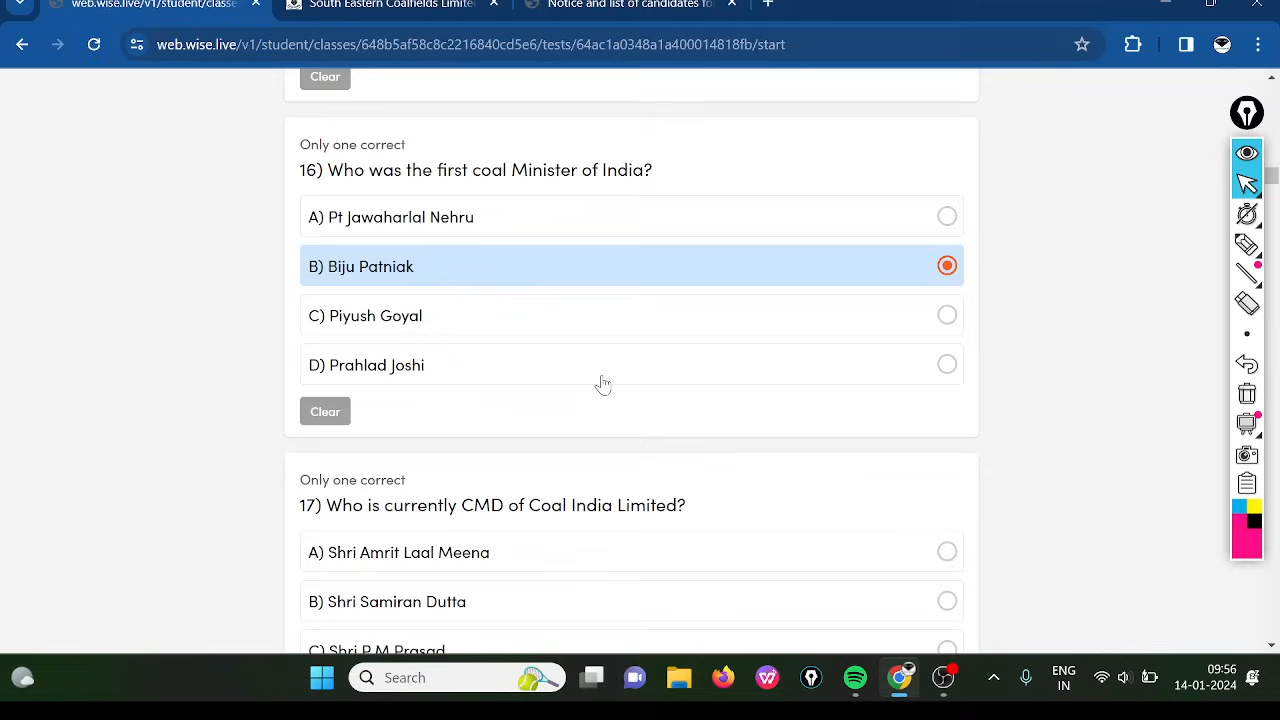 web.wise.live/v1/student/classe
South Eastern Coalfields Limite
Notice and list of candidates fo
web.wise.live/v1/student/classes/648b5af58c8c2216840cd5e6/tests/64ac1a0348a1a400014818fb/start
Clear
Only one correct
16) Who was the first coal Minister of India?
A) Pt Jawaharlal Nehru
B) Biju Patniak
C) Piyush Goyal
D) Prahlad Joshi
Clear
Only one correct
17) Who is currently CMD of Coal India Limited?
A) Shri Amrit Laal Meena
B) Shri Samiran Dutta
C) Shri P M Prasad
Search
ENG
IN
09:56
14-01-2024